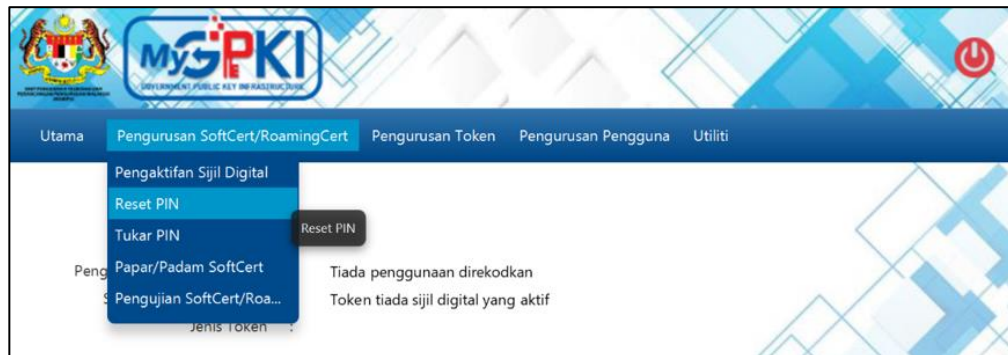 MyGPKI
GOVERNMENT PUBLIC KEY INFRASTRUCTURE
Utama Pengurusan SoftCert/RoamingCert Pengurusan Token Pengurusan Pengguna Utiliti
Pengaktifan Sijil Digital
Reset PIN
Tukar PIN
Reset PIN
Peng
Papar/Padam SoftCert
Tiada penggunaan direkodkan
S
Pengujian SoftCert/Roa...
Token tiada sijil digital yang aktif
Jenis Token :